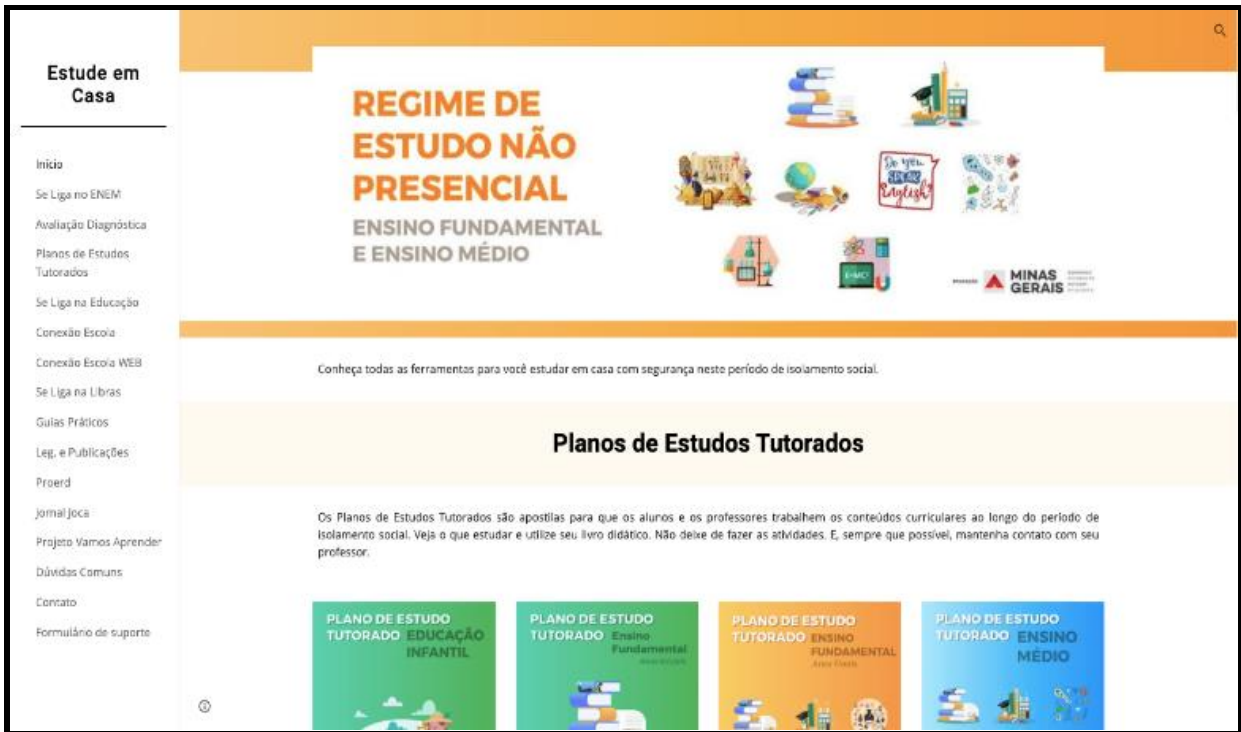 Estude em
Casa
Início
Se Liga no ENEM
Avaliação Diagnóstica
Planos de Estudos
Tutorados
Se Liga na Educação
Conexão Escola
Conexão Escola WEB
Se Liga na Libras
Guias Práticos
Leg. e Publicações
Proerd
Jornal Joca
Projeto Vamos Aprender
Dúvidas Comuns
Contato
Formulário de suporte
REGIME DE
ESTUDO NÃO
PRESENCIAL
ENSINO FUNDAMENTAL
E ENSINO MÉDIO
Do you
SPEAK
English?
E=MC²
MINAS
GERAIS
Conheça todas as ferramentas para você estudar em casa com segurança neste período de isolamento social.
Planos de Estudos Tutorados
Os Planos de Estudos Tutorados são apostilas para que os alunos e os professores trabalhem os conteúdos curriculares ao longo do período de
isolamento social. Veja o que estudar e utilize seu livro didático. Não deixe de fazer as atividades. E, sempre que possível, mantenha contato com seu
professor.
PLANO DE ESTUDO
TUTORADO EDUCAÇÃO
INFANTIL
PLANO DE ESTUDO
TUTORADO Ensino
Fundamental
PLANO DE ESTUDO
TUTORADO ENSINO
FUNDAMENTAL
Anos Finais
PLANO DE ESTUDO
TUTORADO ENSINO
MÉDIO